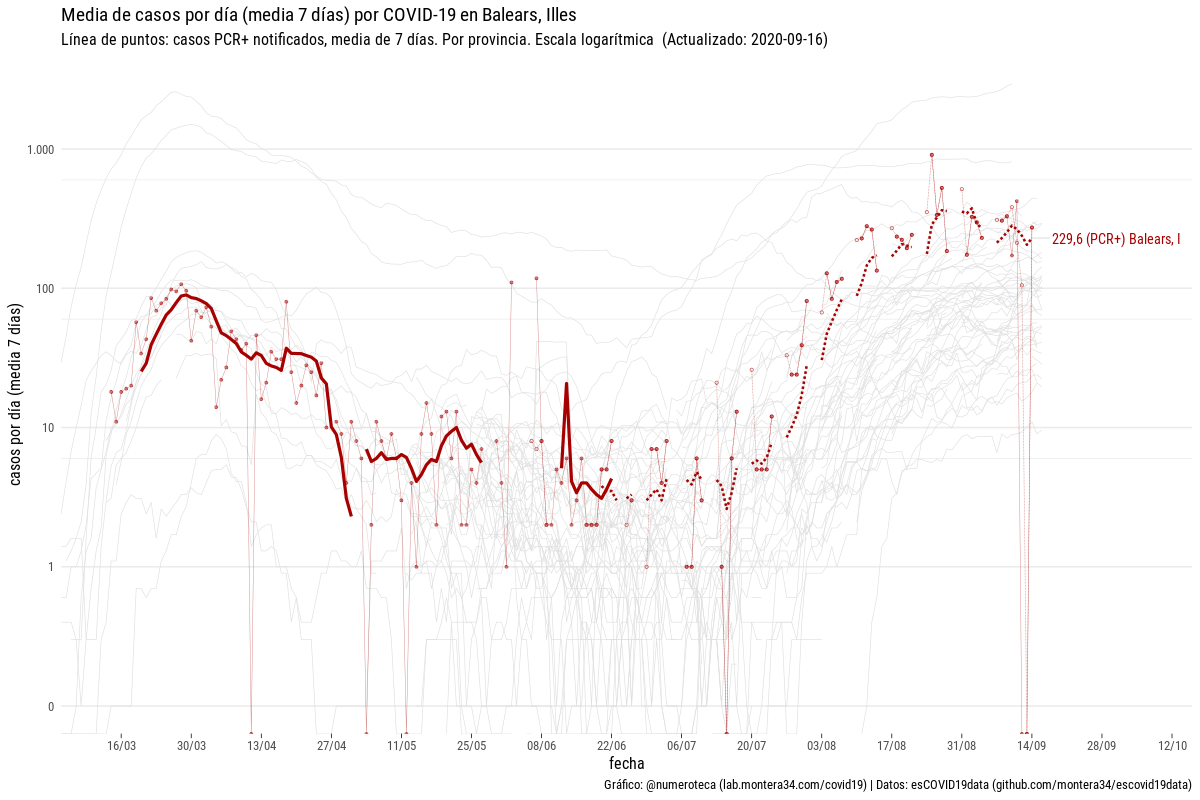 Media de casos por día (media 7 días) por COVID-19 en Balears, Illes
Línea de puntos: casos PCR+ notificados, media de 7 días. Por provincia. Escala logarítmica  (Actualizado: 2020-09-16)
casos por día (media 7 días)
1.000
100
10
1
0
229,6 (PCR+) Balears, I
16/03 30/03 13/04 27/04 11/05 25/05 08/06 22/06 06/07 20/07 03/08 17/08 31/08 14/09 28/09 12/10
fecha
Gráfico: @numeroteca (lab.montera34.com/covid19) | Datos: esCOVID19data (github.com/montera34/escovid19data)